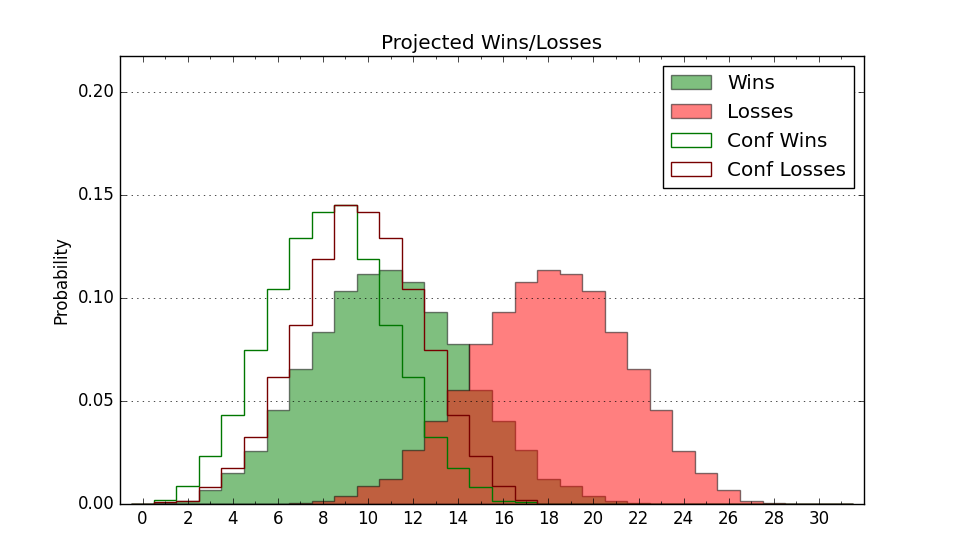 Projected Wins/Losses
Wins
Losses
Conf Wins
Conf Losses
Probability
0.20
0.15
0.10
0.05
0.00
0 2 4 6 8 10 12 14 16 18 20 22 24 26 28 30